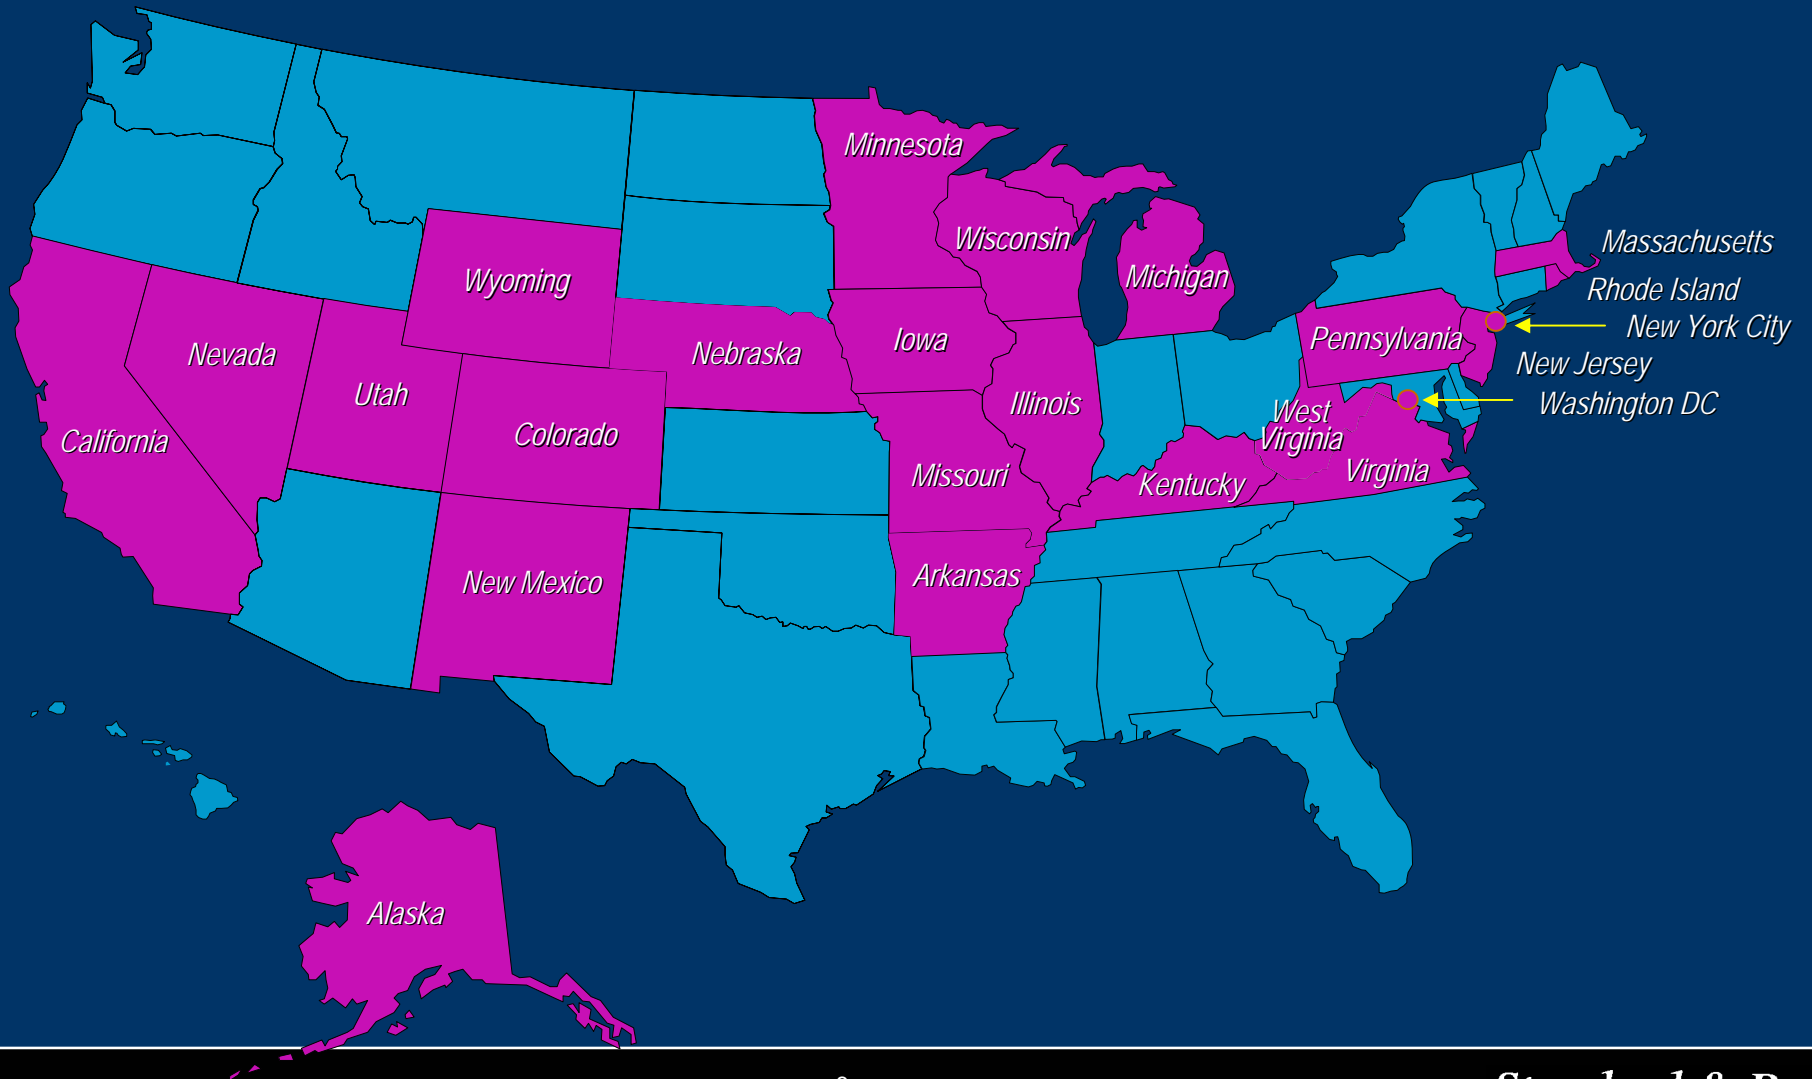 Minnesota
Massachusetts
Wisconsin
Wyoming
Michigan
Rhode Island
New York City
Nevada
Nebraska
Iowa
Pennsylvania
New Jersey
Utah
Illinois
West
Virginia
Washington DC
California
Colorado
Missouri
Kentucky
Virginia
New Mexico
Arkansas
Alaska